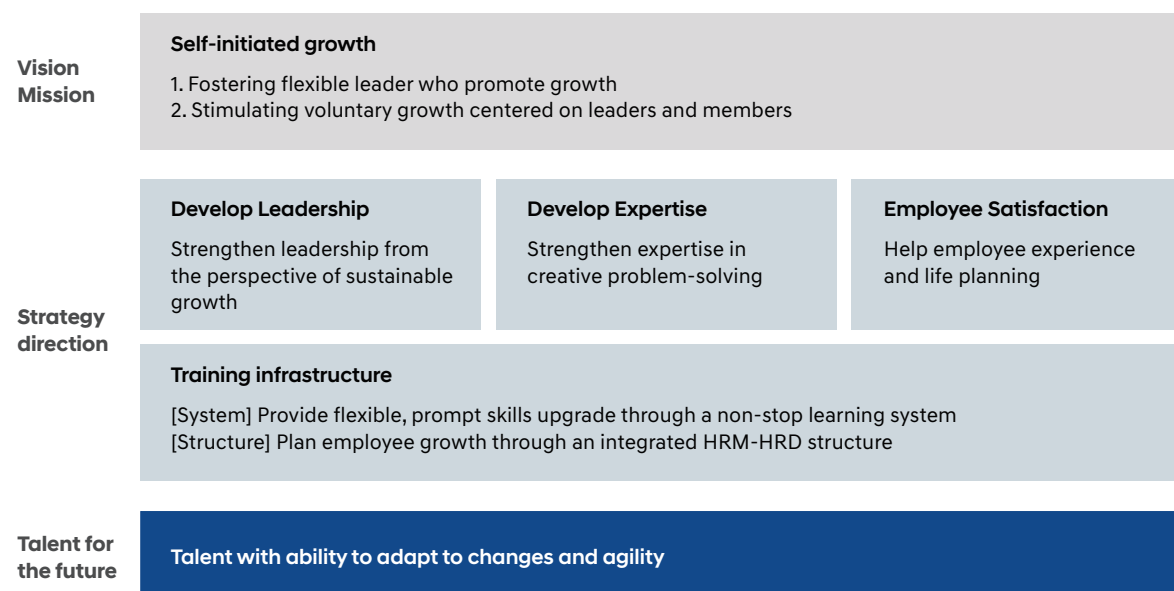 Vision
Mission
Self-initiated growth
1. Fostering flexible leader who promote growth
2. Stimulating voluntary growth centered on leaders and members
Strategy
direction
Develop Leadership
Strengthen leadership from
the perspective of sustainable
growth
Develop Expertise
Strengthen expertise in
creative problem-solving
Employee Satisfaction
Help employee experience
and life planning
Training infrastructure
[System] Provide flexible, prompt skills upgrade through a non-stop learning system
[Structure] Plan employee growth through an integrated HRM-HRD structure
Talent for
the future
Talent with ability to adapt to changes and agility